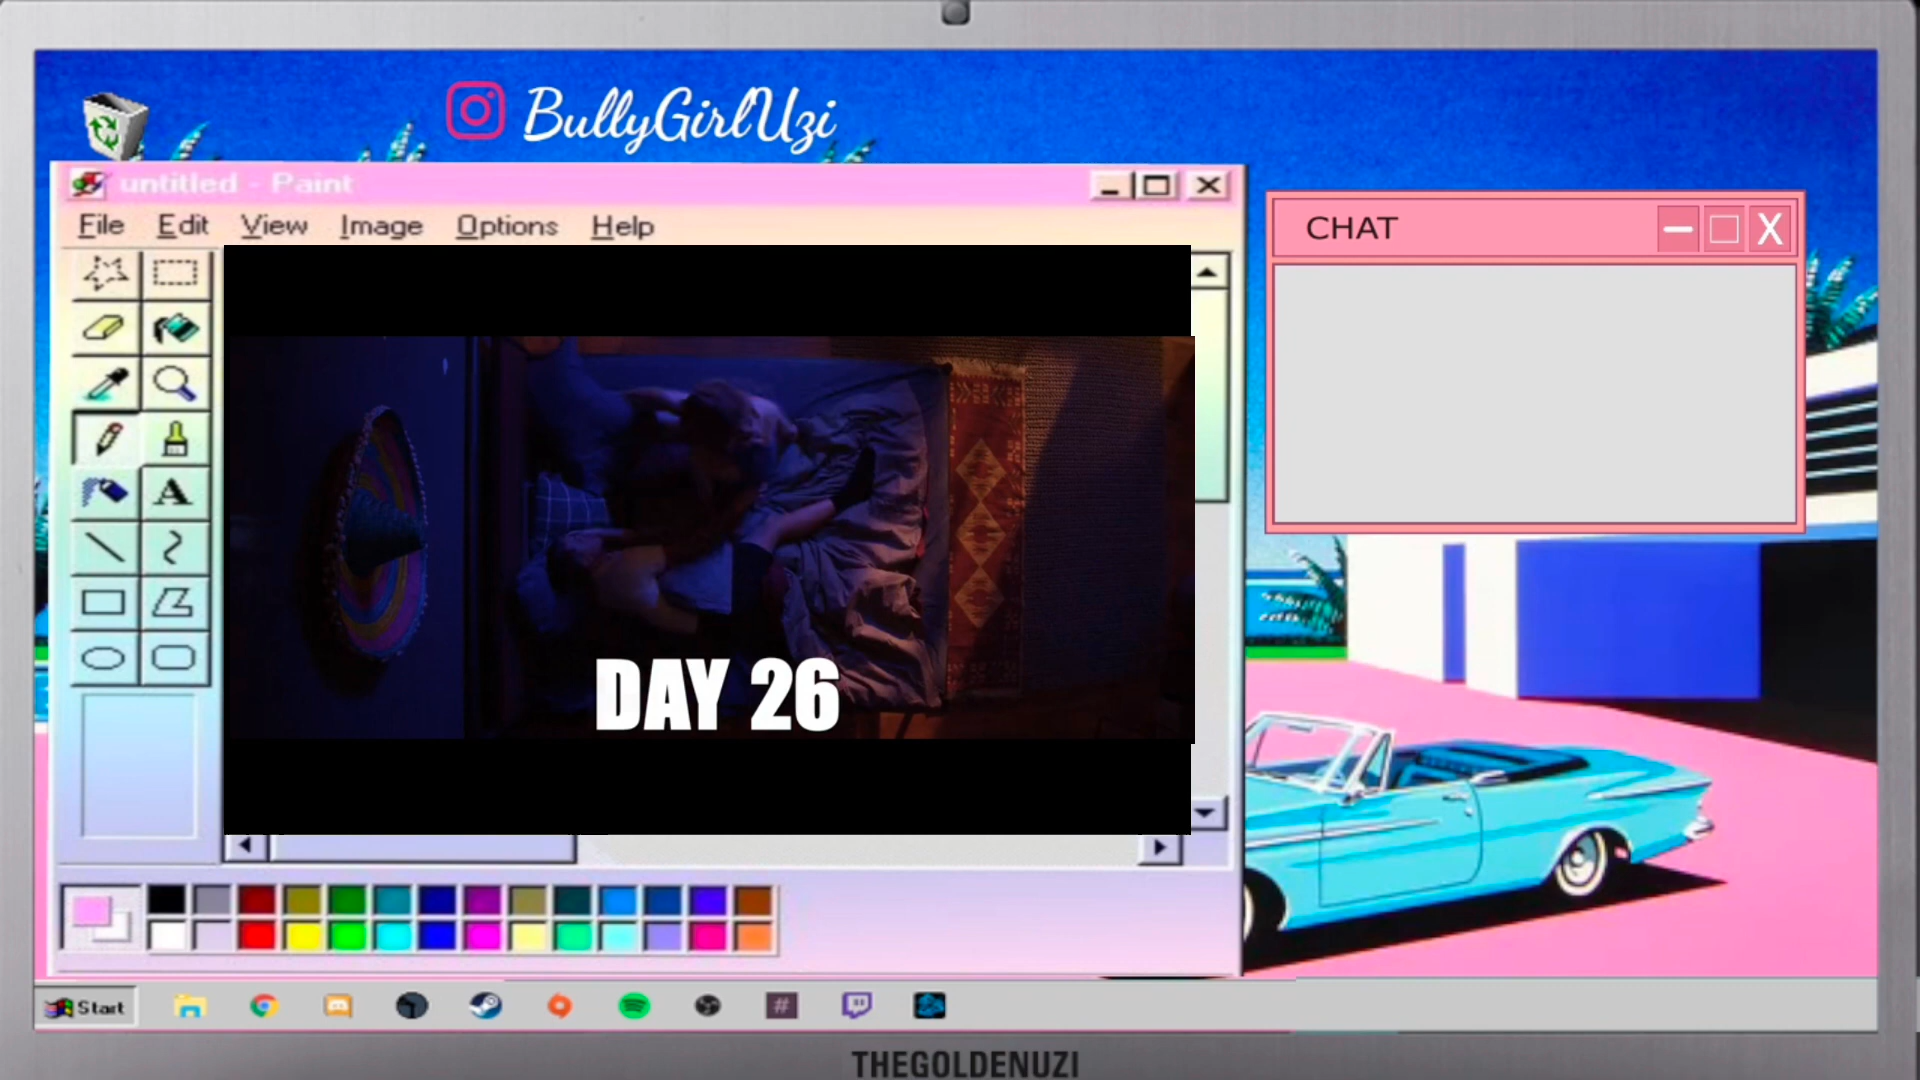 BullyGirlUzi
untitled - Paint
File Edit View Image Options Help
CHAT
X
A
DAY 26
Start
#
THEGOLDENUZI